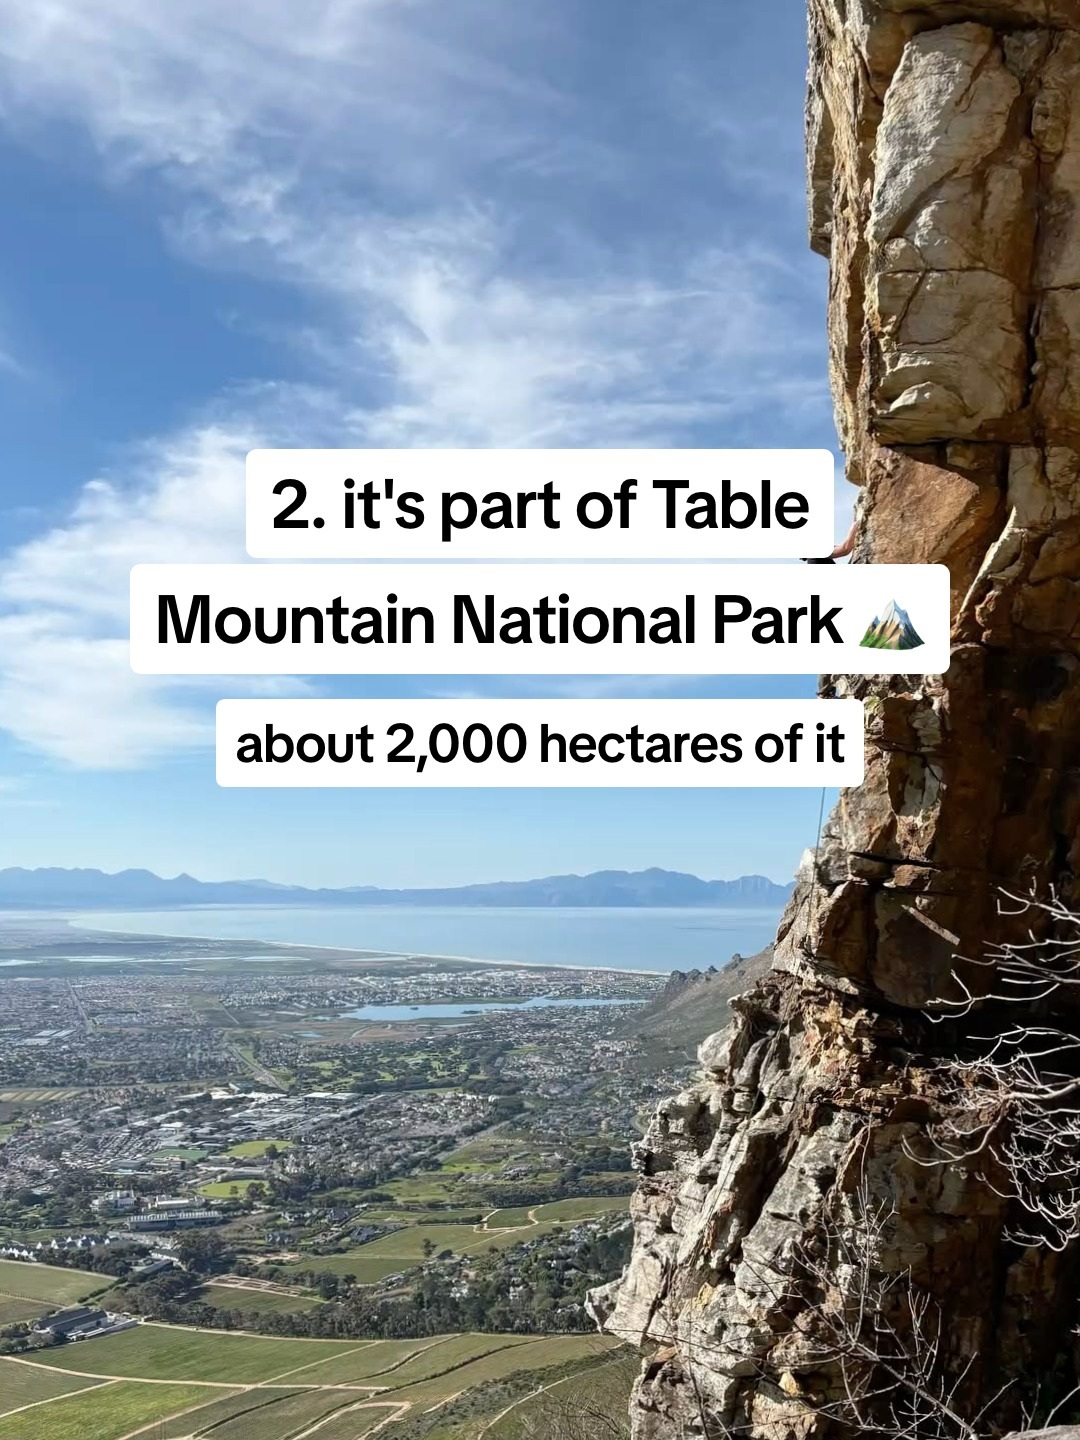 2. it's part of Table
Mountain National Park ⛰️
about 2,000 hectares of it